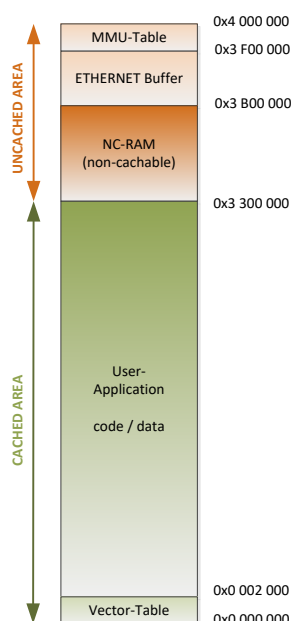 0x4 000 000
MMU-Table
0x3 F00 000
ETHERNET Buffer
0x3 B00 000
UNCACHED AREA
NC-RAM
(non-cachable)
0x3 300 000
User-
Application
code / data
CACHED AREA
0x0 002 000
Vector-Table
0x0 000 000